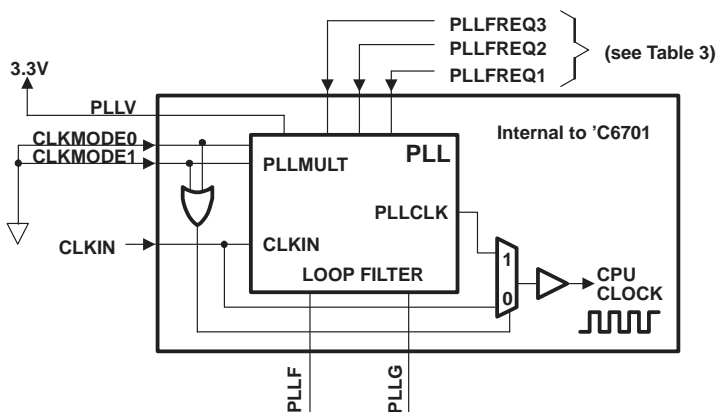 PLLFREQ3
PLLFREQ2
PLLFREQ1
(see Table 3)
3.3V
PLLV
CLKMODE0
CLKMODE1
Internal to ’C6701
PLL
PLLMULT
PLLCLK
CLKIN
CLKIN
LOOP FILTER
1
0
CPU
CLOCK
PLLF
PLLG